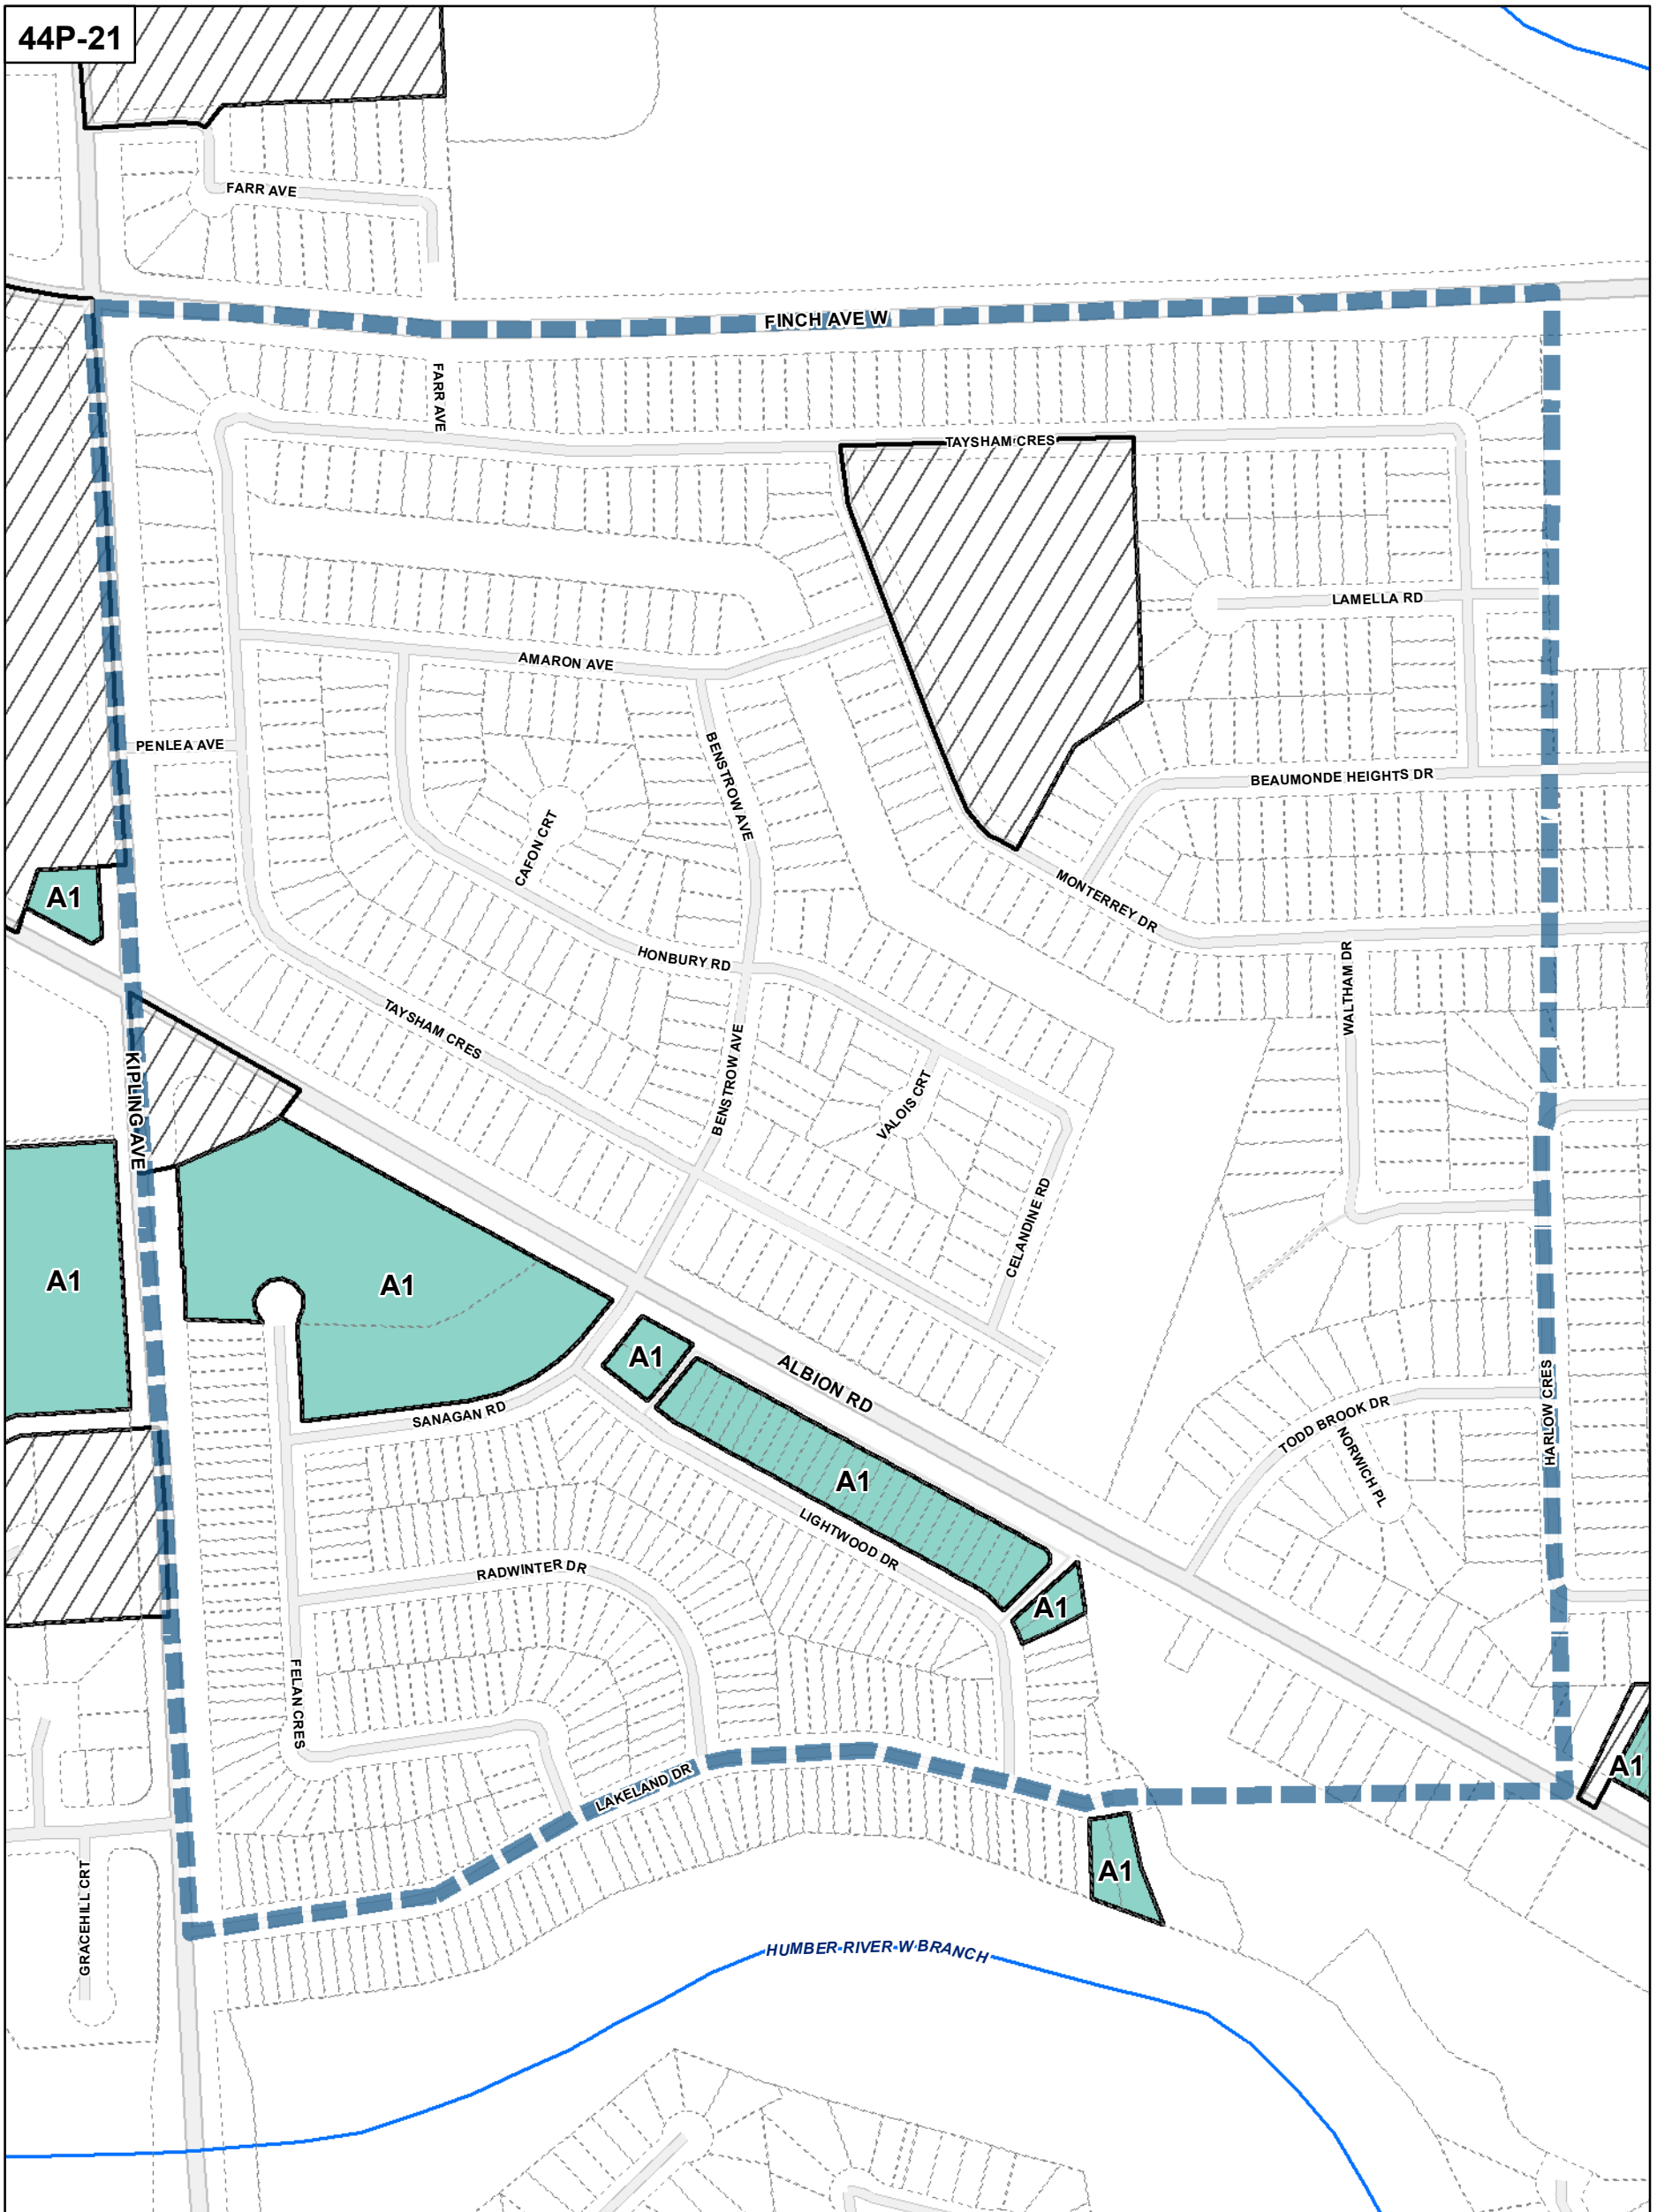 44P-21
FARR AVE
FINCH AVE W
FARR AVE
TAYSHAM CRES
LAMELLA RD
AMARON AVE
PENLEA AVE
BENSTROW AVE
BEAUMONDE HEIGHTS DR
CAFON CRT
A1
MONTERREY DR
HONBURY RD
WALTHAM DR
TAYSHAM CRES
KIPLING AVE
BENSTROW AVE
VALOIS CRT
CELANDINE RD
A1
A1
A1
ALBION RD
SANAGAN RD
HARLOW CRES
TODD BROOK DR
NORWICH PL
A1
LIGHTWOOD DR
RADWINTER DR
A1
FELAN CRES
LAKELAND DR
A1
A1
GRACEHILL CRT
HUMBER RIVER W BRANCH